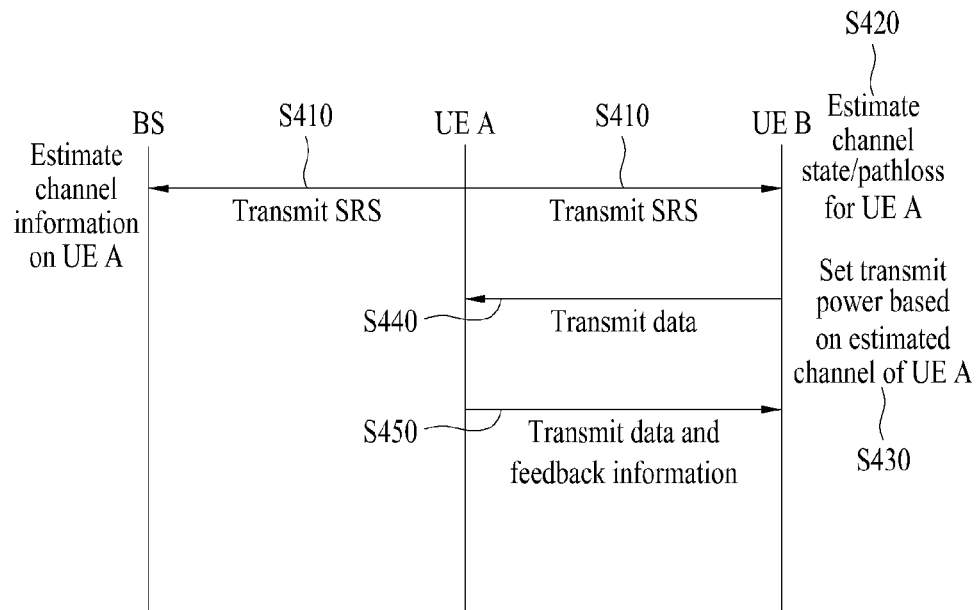 S420
BS
S410
UE A
S410
UE B
Estimate
channel
state/pathloss
for UE A
Estimate
channel
information
on UE A
Transmit SRS
Transmit SRS
S440
Transmit data
Set transmit
power based
on estimated
channel of UE A
S430
S450
Transmit data and
feedback information